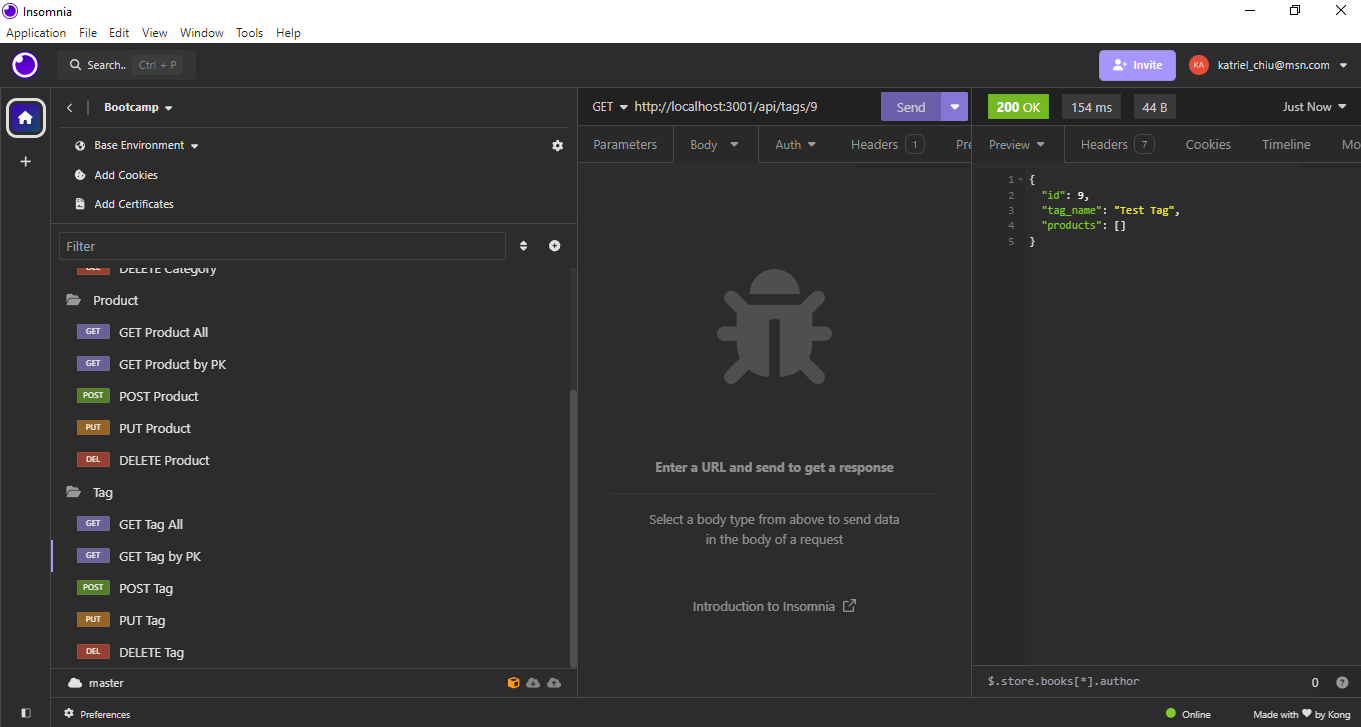 Insomnia
Application File Edit View Window Tools Help
Search.. Ctrl + P
Invite
KA katriel_chiu@msn.com
Bootcamp
Base Environment
Add Cookies
Add Certificates
Filter
DEL DELETE Category
Product
GET GET Product All
GET GET Product by PK
POST POST Product
PUT PUT Product
DEL DELETE Product
Tag
GET GET Tag All
GET GET Tag by PK
POST POST Tag
PUT PUT Tag
DEL DELETE Tag
master
Preferences
GET http://localhost:3001/api/tags/9 Send
Parameters Body Auth Headers 1 Pre
Enter a URL and send to get a response
Select a body type from above to send data
in the body of a request
Introduction to Insomnia
200 OK 154 ms 44 B Just Now
Preview Headers 7 Cookies Timeline Mo
1 {
2 "id": 9,
3 "tag_name": "Test Tag",
4 "products": []
5 }
$.store.books[*].author 0 ?
Online Made with ❤ by Kong